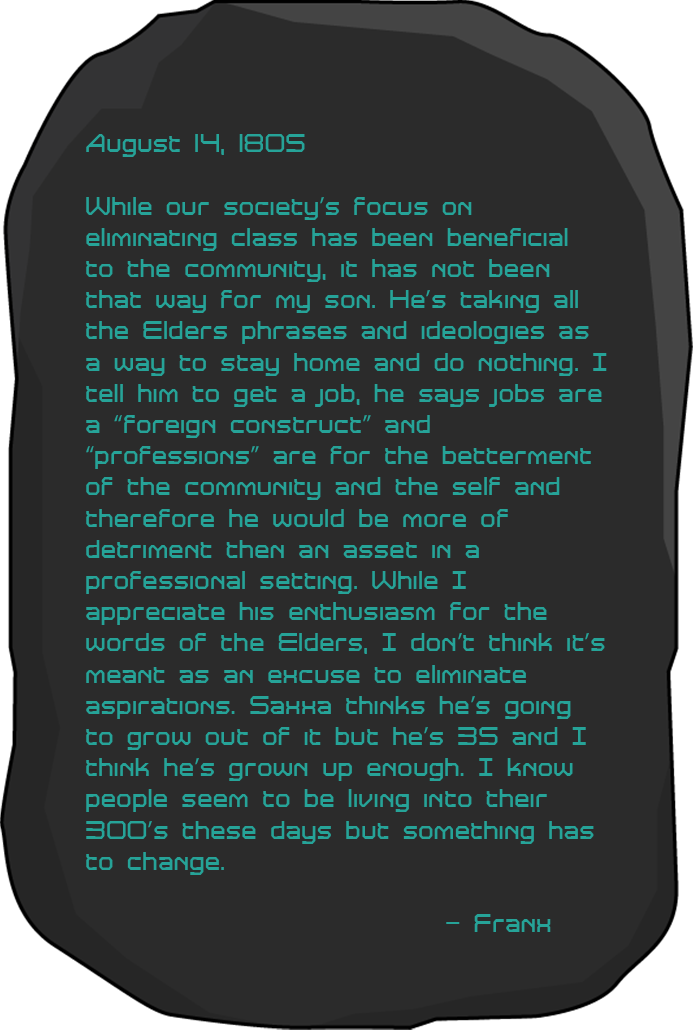 August 14, 1805
While our society's focus on
eliminating class has been beneficial
to the community, it has not been
that way for my son. He's taking all
the Elders phrases and ideologies as
a way to stay home and do nothing. I
tell him to get a job, he says jobs are
a "foreign construct" and
"professions" are for the betterment
of the community and the self and
therefore he would be more of
detriment then an asset in a
professional setting. While I
appreciate his enthusiasm for the
words of the Elders, I don't think it's
meant as an excuse to eliminate
aspirations. Saxxa thinks he's going
to grow out of it but he's 35 and I
think he's grown up enough. I know
people seem to be living into their
300's these days but something has
to change.
- Franx